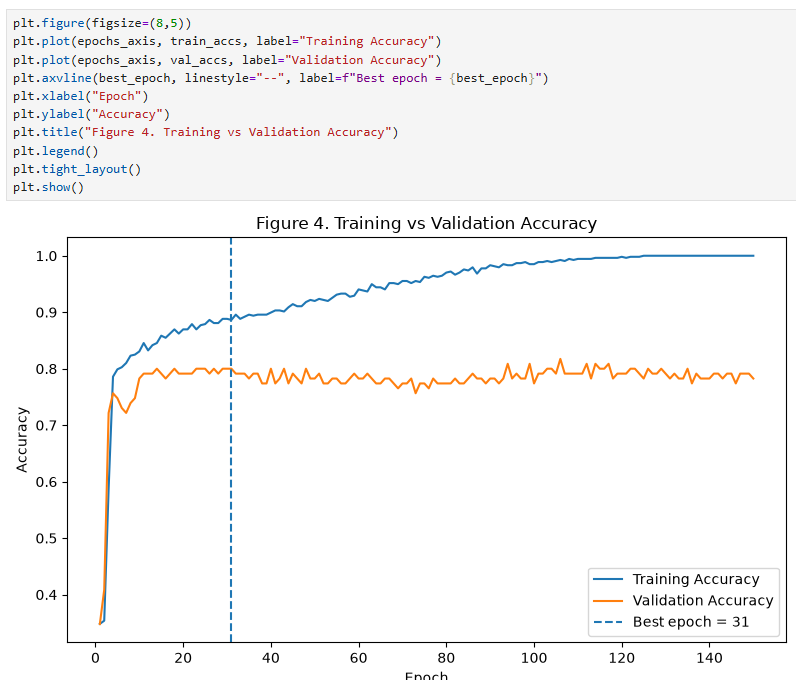 plt.figure(figsize=(8,5))
plt.plot(epochs_axis, train_accs, label="Training Accuracy")
plt.plot(epochs_axis, val_accs, label="Validation Accuracy")
plt.axvline(best_epoch, linestyle="--", label=f"Best epoch = {best_epoch}")
plt.xlabel("Epoch")
plt.ylabel("Accuracy")
plt.title("Figure 4. Training vs Validation Accuracy")
plt.legend()
plt.tight_layout()
plt.show()
Figure 4. Training vs Validation Accuracy
1.0
0.9
0.8
0.7
0.6
0.5
0.4
Accuracy
Training Accuracy
Validation Accuracy
Best epoch = 31
0 20 40 60 80 100 120 140
Epoch